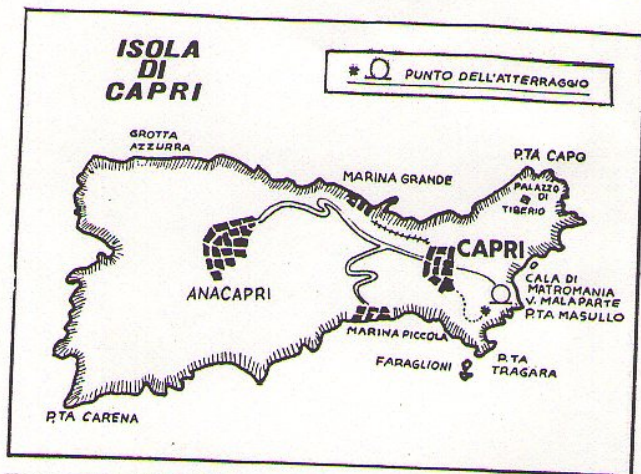 ISOLA
DI
CAPRI
* PUNTO DELL'ATTERRAGGIO
GROTTA
AZZURRA
MARINA GRANDE
P.TA CAPO
PALAZZO
DI
TIBERIO
CAPRI
ANACAPRI
CALA DI
MATROMANIA
V. MALAPARTE
*
P.TA MASULLO
MARINA PICCOLA
FARAGLIONI
P.TA
TRAGARA
P.TA CARENA